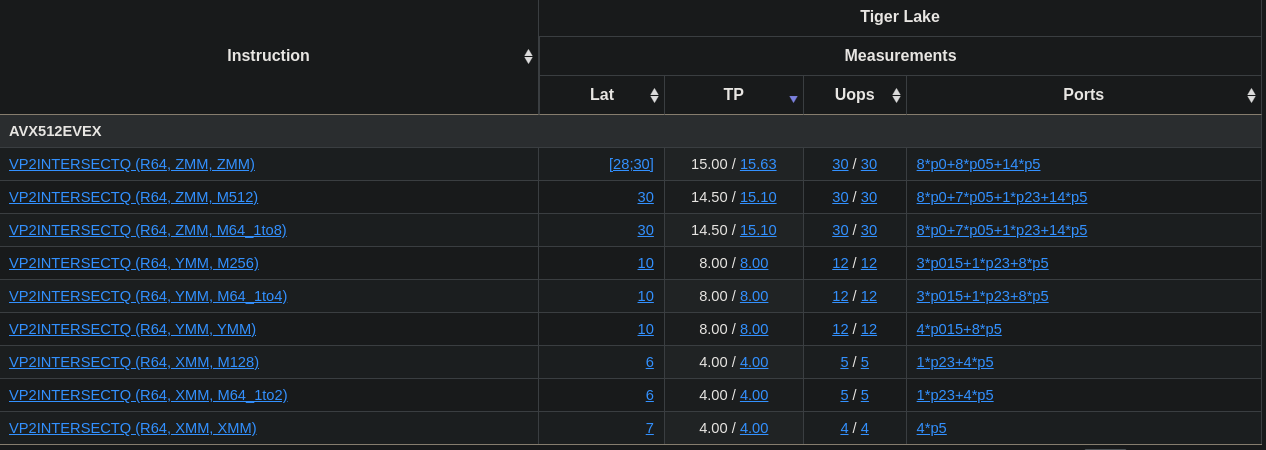 Tiger Lake
Instruction Measurements
Lat TP Uops Ports
AVX512EVEX
VP2INTERSECTQ (R64, ZMM, ZMM) [28;30] 15.00 / 15.63 30 / 30 8*p0+8*p05+14*p5
VP2INTERSECTQ (R64, ZMM, M512) 30 14.50 / 15.10 30 / 30 8*p0+7*p05+1*p23+14*p5
VP2INTERSECTQ (R64, ZMM, M64_1to8) 30 14.50 / 15.10 30 / 30 8*p0+7*p05+1*p23+14*p5
VP2INTERSECTQ (R64, YMM, M256) 10 8.00 / 8.00 12 / 12 3*p015+1*p23+8*p5
VP2INTERSECTQ (R64, YMM, M64_1to4) 10 8.00 / 8.00 12 / 12 3*p015+1*p23+8*p5
VP2INTERSECTQ (R64, YMM, YMM) 10 8.00 / 8.00 12 / 12 4*p015+8*p5
VP2INTERSECTQ (R64, XMM, M128) 6 4.00 / 4.00 5 / 5 1*p23+4*p5
VP2INTERSECTQ (R64, XMM, M64_1to2) 6 4.00 / 4.00 5 / 5 1*p23+4*p5
VP2INTERSECTQ (R64, XMM, XMM) 7 4.00 / 4.00 4 / 4 4*p5